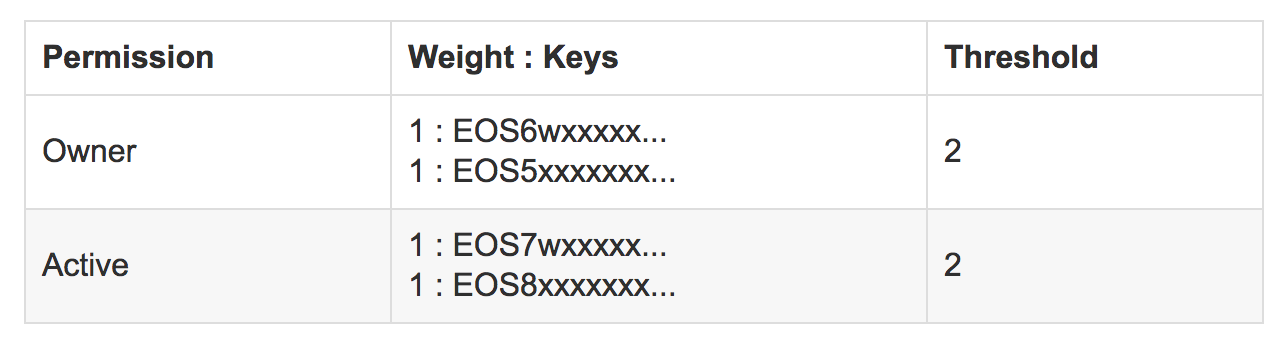 Permission Weight : Keys Threshold
Owner
1 : EOS6wxxxxx...
1 : EOS5xxxxxxx...
2
Active
1 : EOS7wxxxxx...
1 : EOS8xxxxxxx...
2